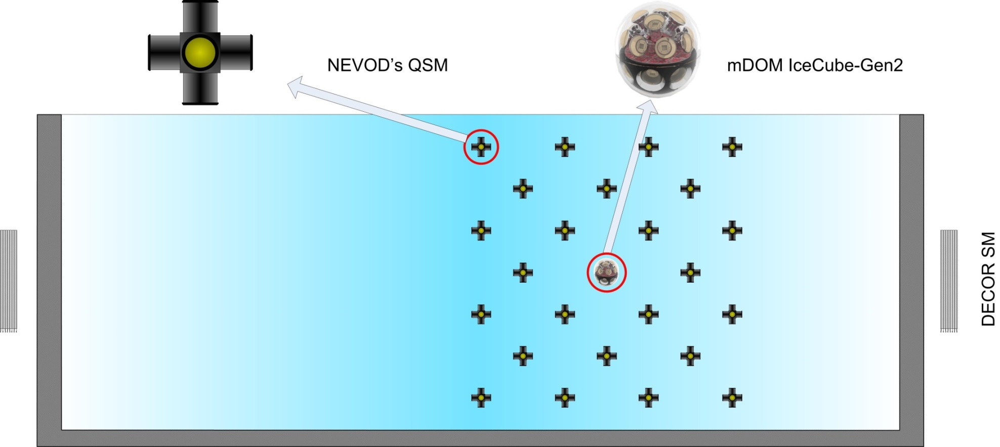 NEVOD's QSM
mDOM IceCube-Gen2
DECOR SM